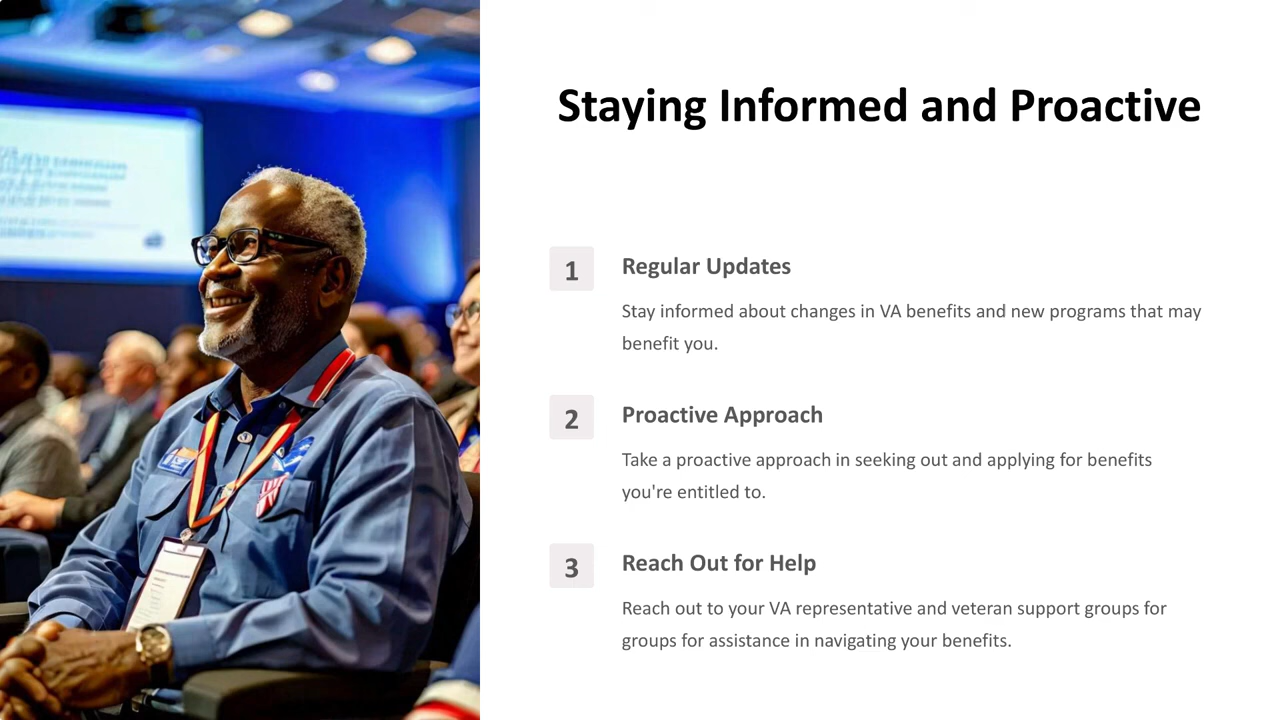 Staying Informed and Proactive
1
Regular Updates
Stay informed about changes in VA benefits and new programs that may
benefit you.
2
Proactive Approach
Take a proactive approach in seeking out and applying for benefits
you're entitled to.
3
Reach Out for Help
Reach out to your VA representative and veteran support groups for
groups for assistance in navigating your benefits.